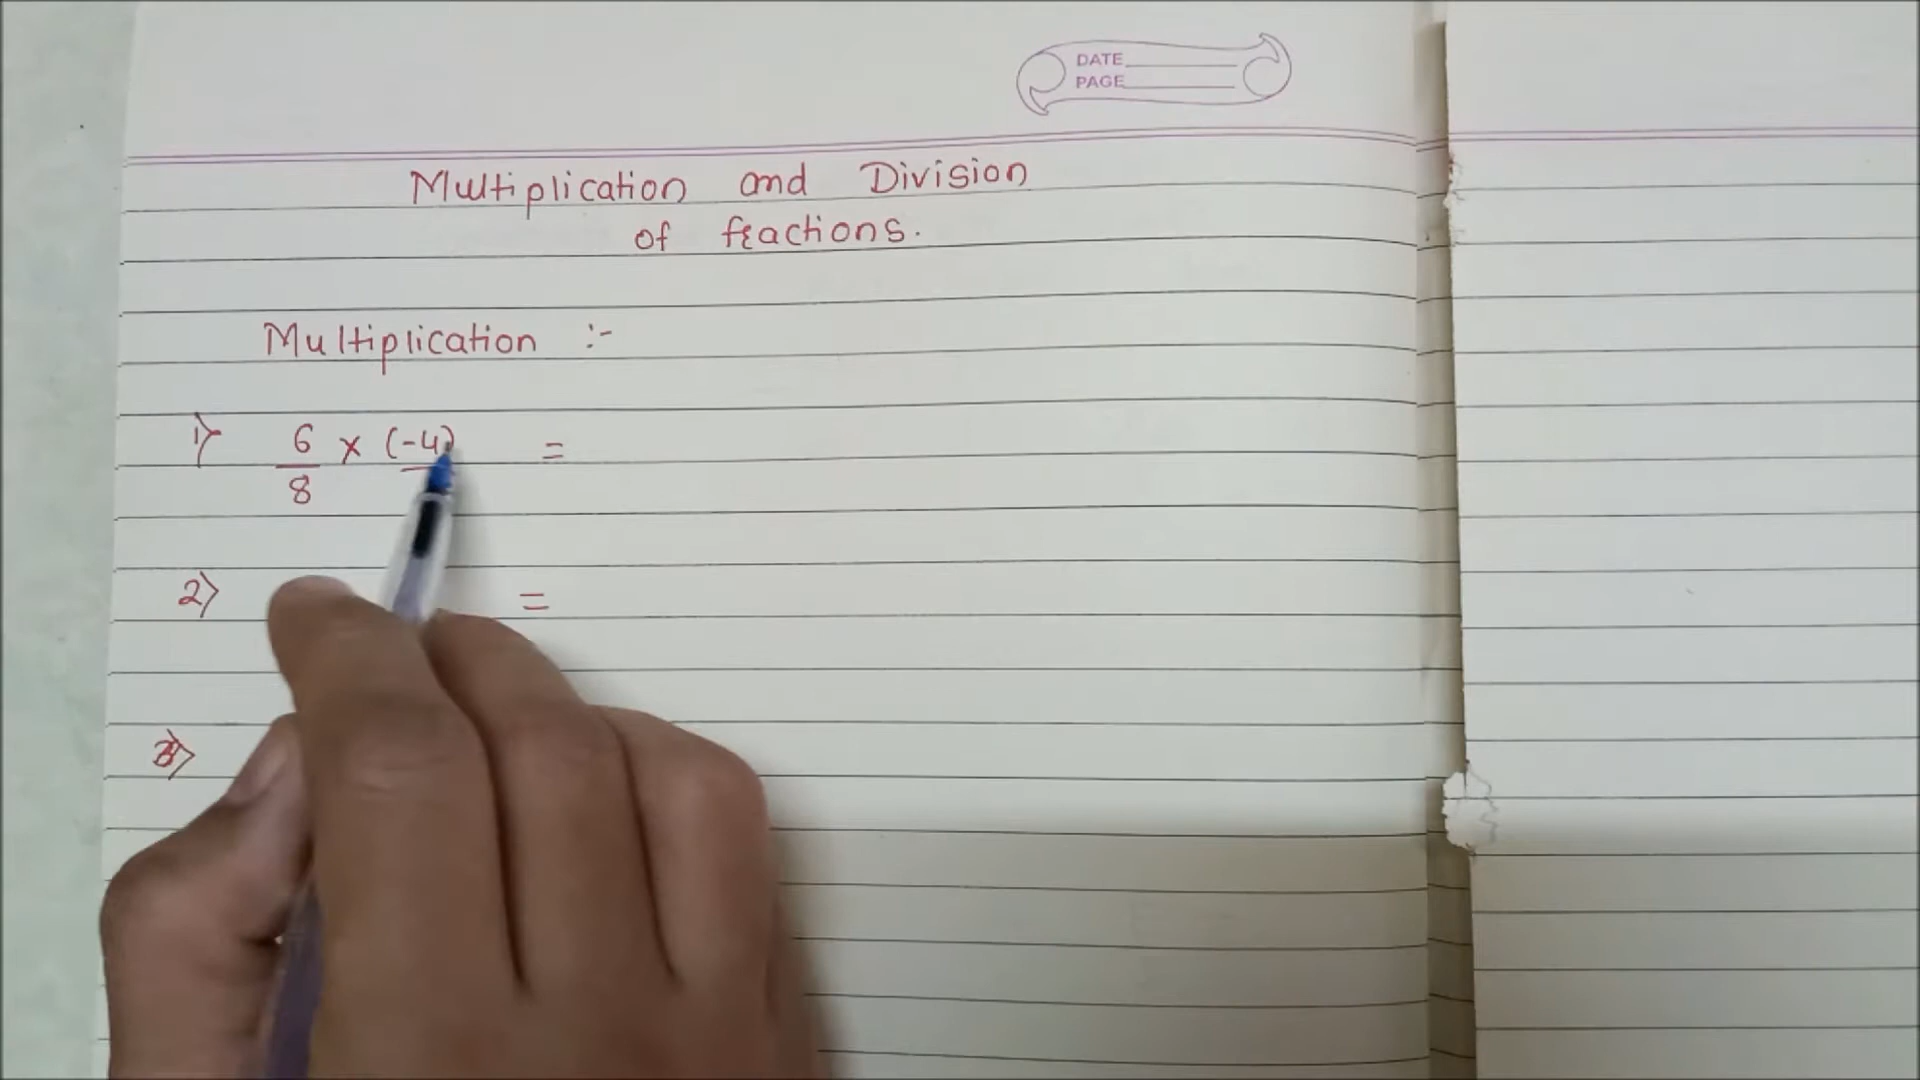 DATE
PAGE
Multiplication and Division
of fractions.
Multiplication :-
1) 6/8 × (-4) =
2) =
3)